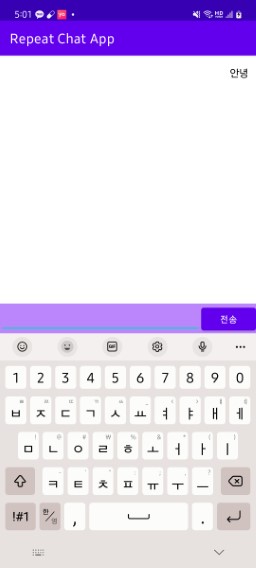 5:01
Repeat Chat App
안녕
전송
GIF
1 2 3 4 5 6 7 8 9 0
ㅂ ㅈ ㄷ ㄱ ㅅ ㅛ ㅕ ㅑ ㅐ ㅔ
ㅁ ㄴ ㅇ ㄹ ㅎ ㅗ ㅓ ㅏ ㅣ
ㅋ ㅌ ㅊ ㅍ ㅠ ㅜ ㅡ
!#1 한/영 , .